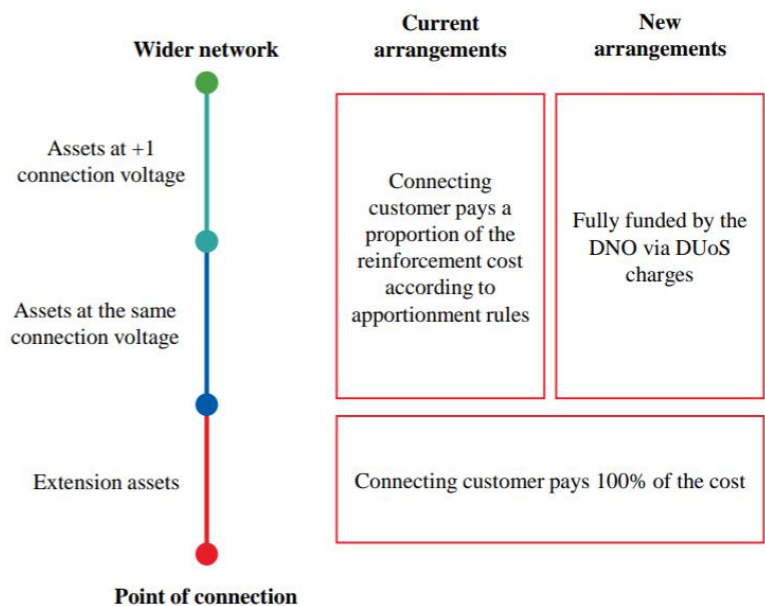 Wider network
Current
arrangements
New
arrangements
Assets at +1
connection voltage
Connecting
customer pays a
proportion of the
reinforcement cost
according to
apportionment rules
Fully funded by the
DNO via DUoS
charges
Assets at the same
connection voltage
Extension assets
Connecting customer pays 100% of the cost
Point of connection